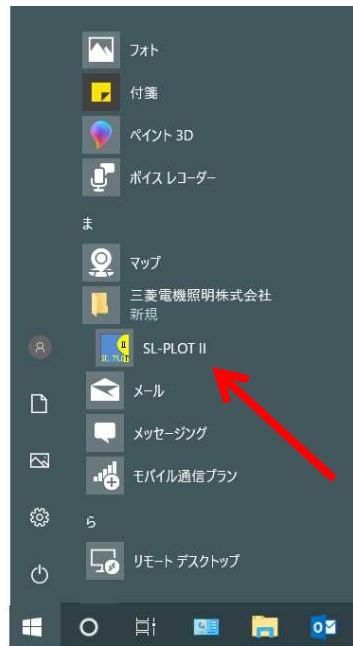 フォト
付箋
ペイント 3D
ボイス レコーダー
ま
マップ
三菱電機照明株式会社
新規
II
SL-PLOT
SL-PLOT II
メール
メッセージング
モバイル通信プラン
ら
リモート デスクトップ